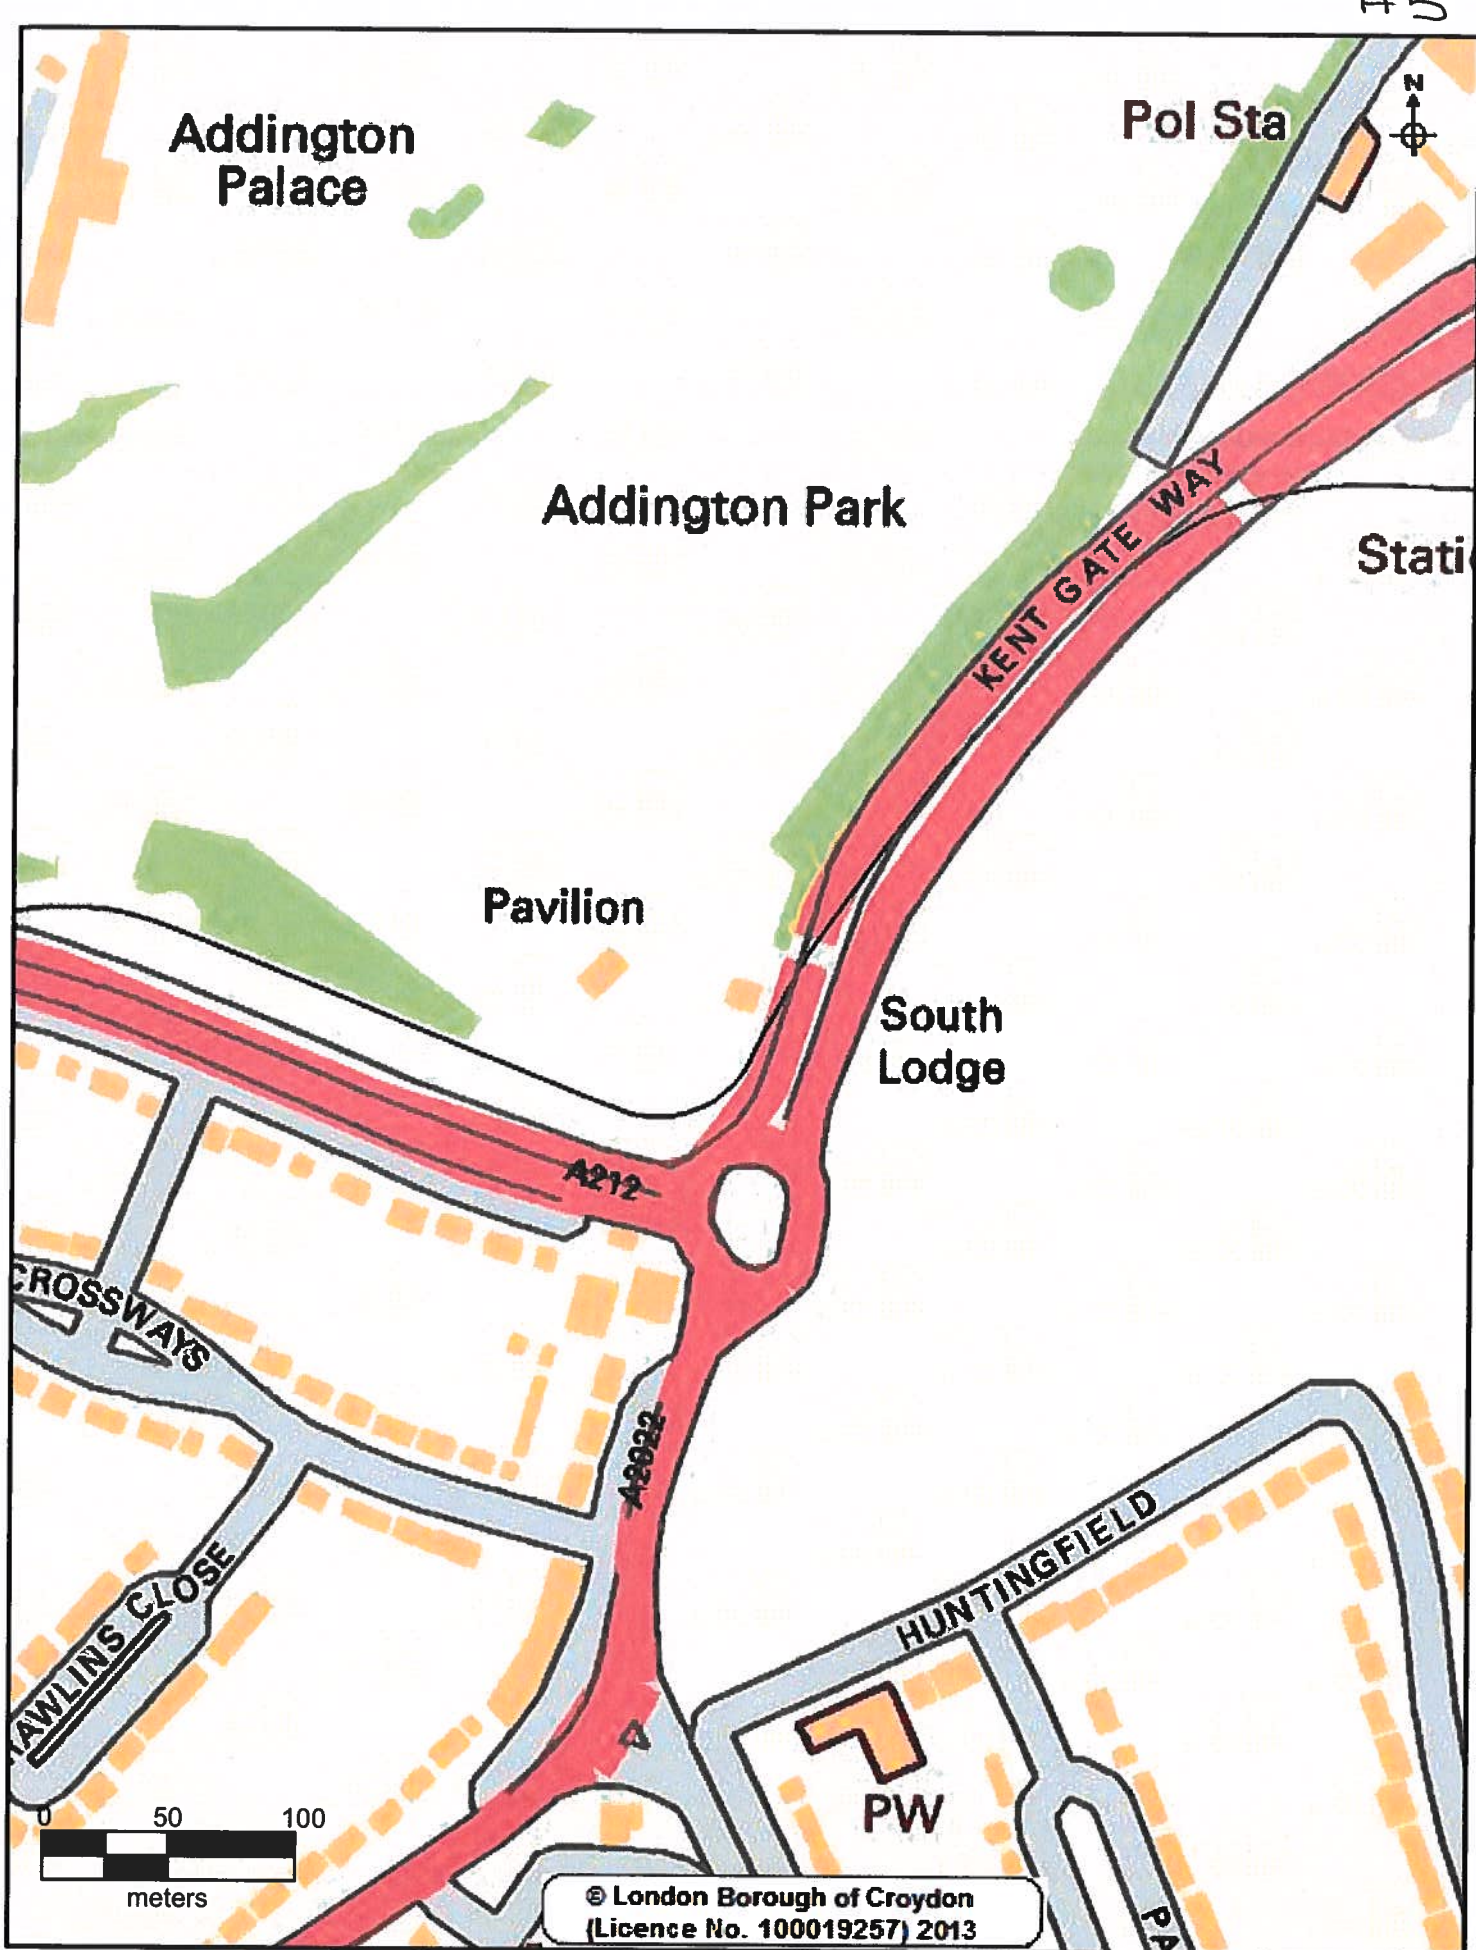 Addington
Palace
Pol Sta
N
Addington Park
KENT GATE WAY
Stati
Pavilion
South
Lodge
A212
CROSSWAYS
A2022
HUNTINGFIELD
RAWLINS CLOSE
PW
0 50 100
meters
PA
© London Borough of Croydon
(Licence No. 100019257) 2013